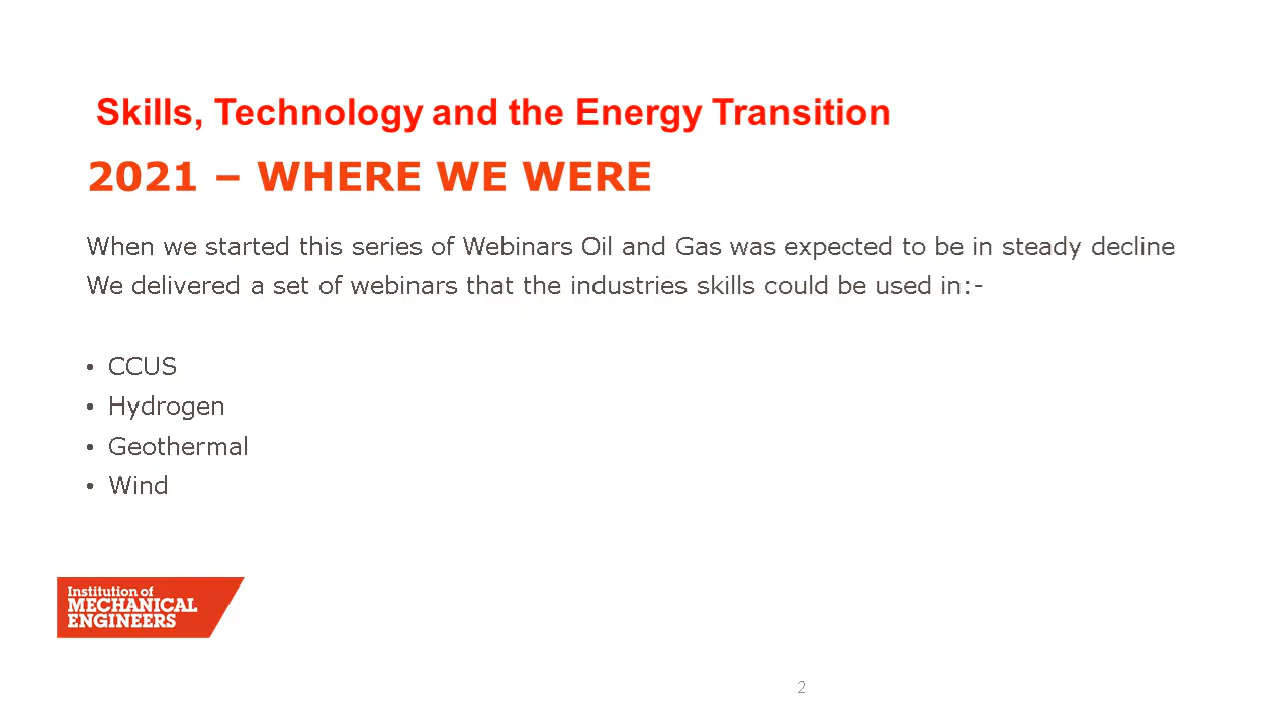 Skills, Technology and the Energy Transition
2021 – WHERE WE WERE
When we started this series of Webinars Oil and Gas was expected to be in steady decline
We delivered a set of webinars that the industries skills could be used in:-
• CCUS
• Hydrogen
• Geothermal
• Wind
Institution of
MECHANICAL
ENGINEERS
2